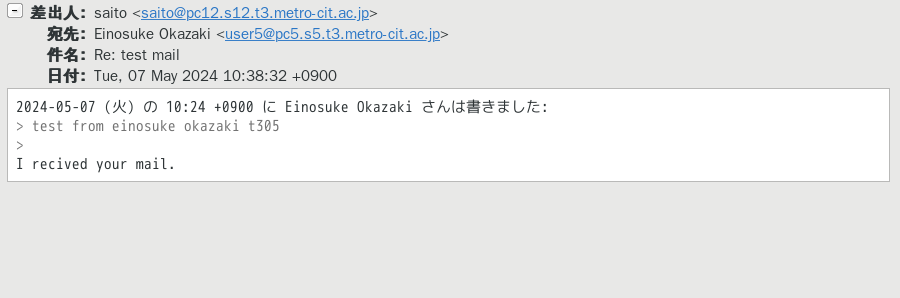 差出人: saito <saito@pc12.s12.t3.metro-cit.ac.jp>
宛先: Einosuke Okazaki <user5@pc5.s5.t3.metro-cit.ac.jp>
件名: Re: test mail
日付: Tue, 07 May 2024 10:38:32 +0900
2024-05-07 (火) の 10:24 +0900 に Einosuke Okazaki さんは書きました:
> test from einosuke okazaki t305
>
I recived your mail.